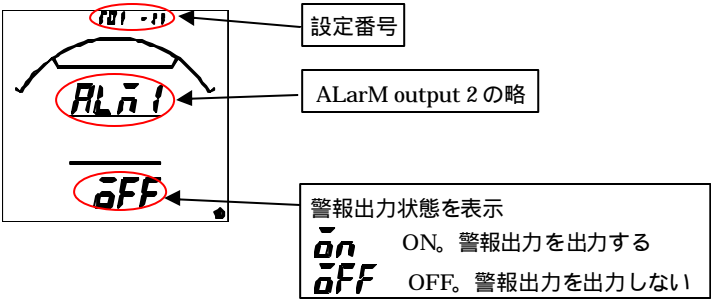 M01 -11
設定番号
ALM1
ALarM output 2 の略
oFF
警報出力状態を表示
on ON。警報出力を出力する
oFF OFF。警報出力を出力しない